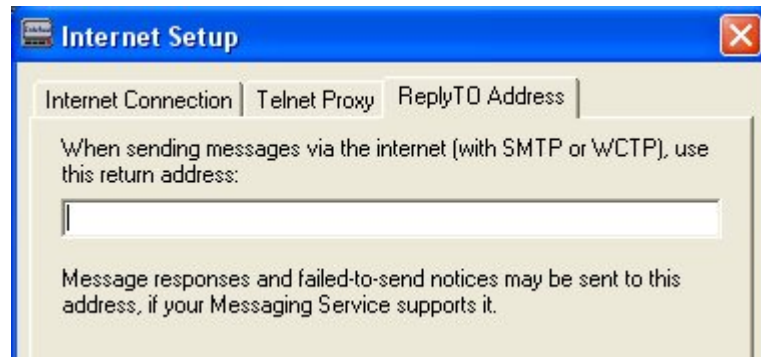 Internet Setup
Internet Connection
Telnet Proxy
ReplyTO Address
When sending messages via the internet (with SMTP or WCTP), use
this return address:
Message responses and failed-to-send notices may be sent to this
address, if your Messaging Service supports it.